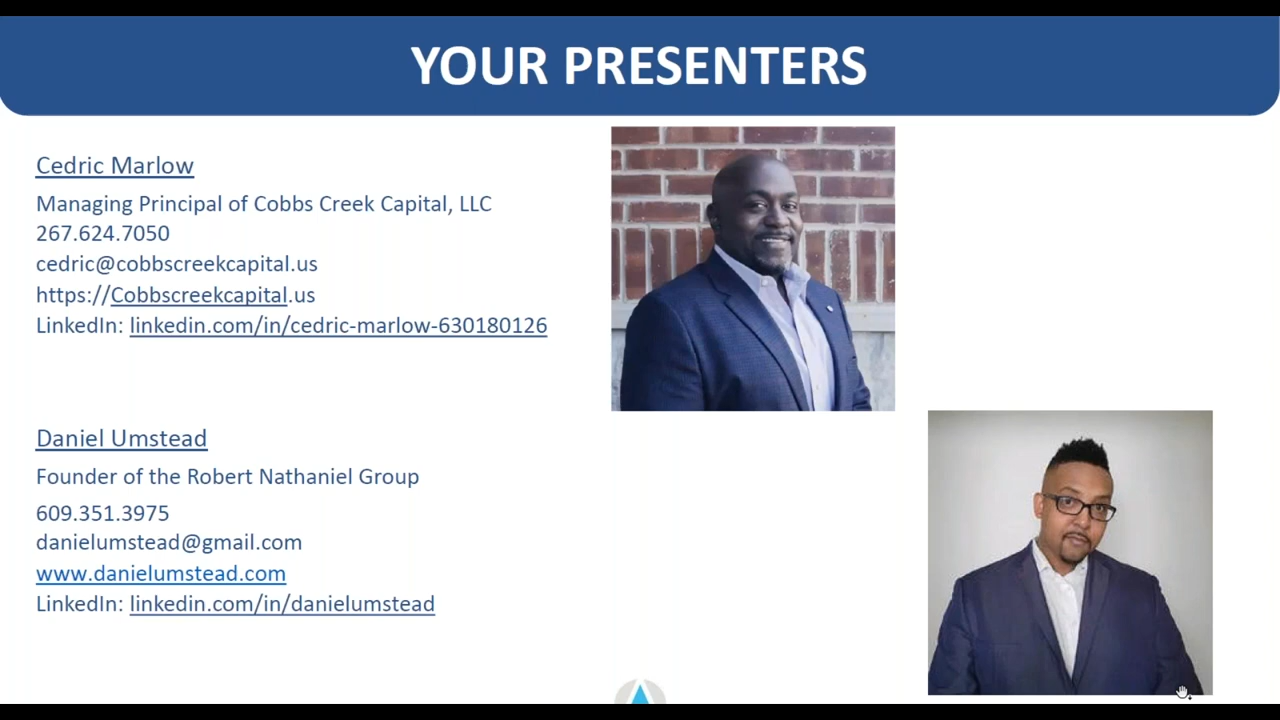 YOUR PRESENTERS
Cedric Marlow
Managing Principal of Cobbs Creek Capital, LLC
267.624.7050
cedric@cobbscreekcapital.us
https://Cobbscreekcapital.us
LinkedIn: linkedin.com/in/cedric-marlow-630180126
Daniel Umstead
Founder of the Robert Nathaniel Group
609.351.3975
danielumstead@gmail.com
www.danielumstead.com
LinkedIn: linkedin.com/in/danielumstead